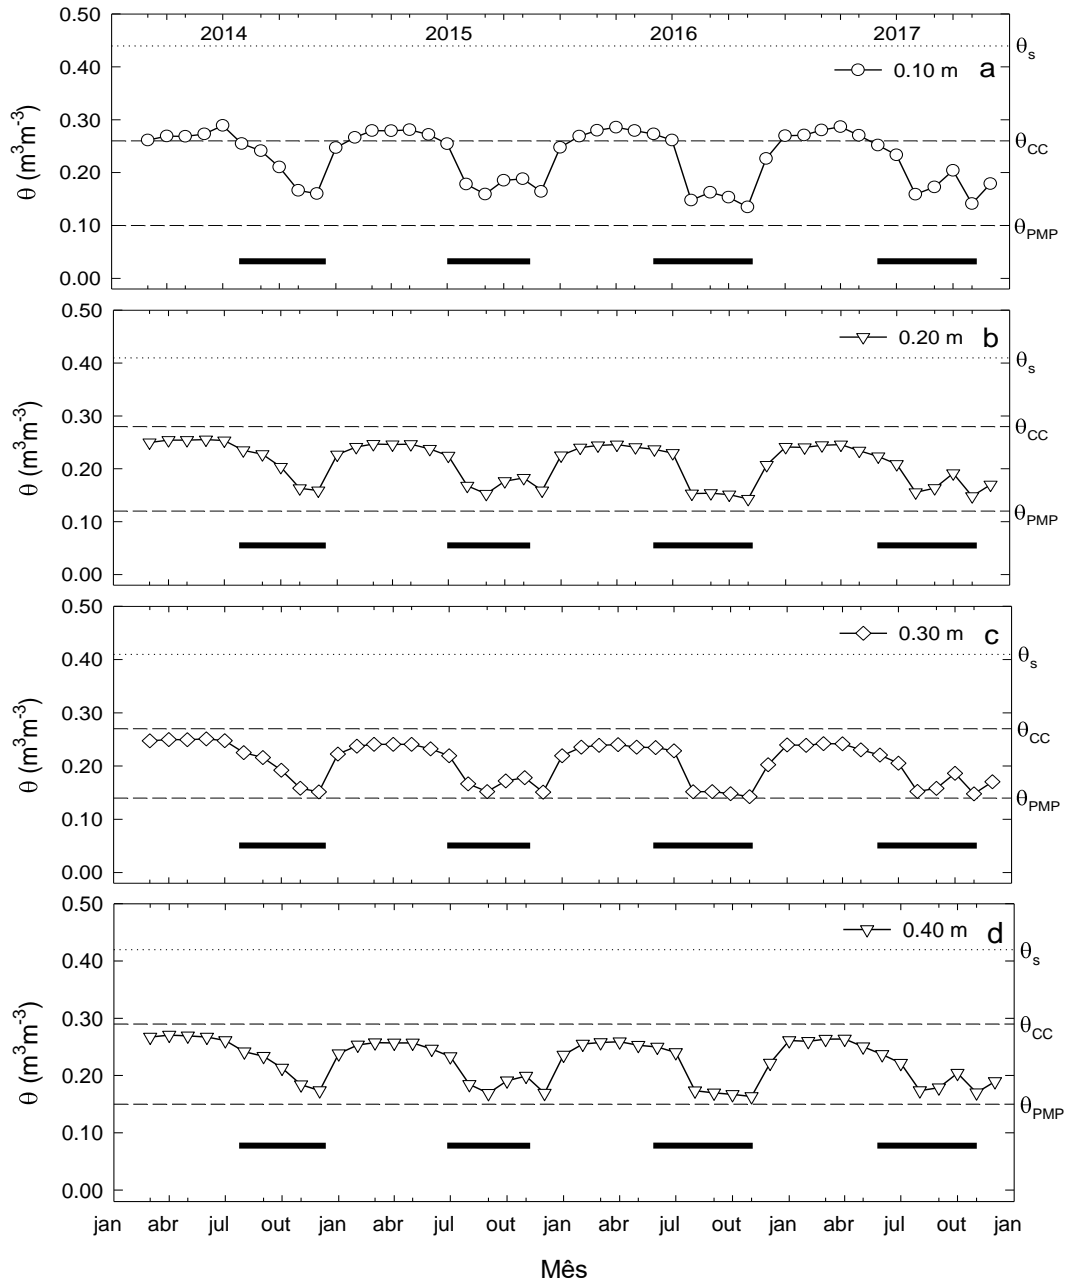 0.50
2014 2015 2016 2017
θs
0.40
0.10 m a
θ (m³m⁻³)
0.30
θCC
0.20
0.10
θPMP
0.00
0.50
0.20 m b
0.40
θs
θ (m³m⁻³)
0.30
θCC
0.20
0.10
θPMP
0.00
0.50
0.30 m c
0.40
θs
θ (m³m⁻³)
0.30
θCC
0.20
0.10
θPMP
0.00
0.50
0.40 m d
0.40
θs
θ (m³m⁻³)
0.30
θCC
0.20
0.10
θPMP
0.00
jan abr jul out jan abr jul out jan abr jul out jan abr jul out jan
Mês